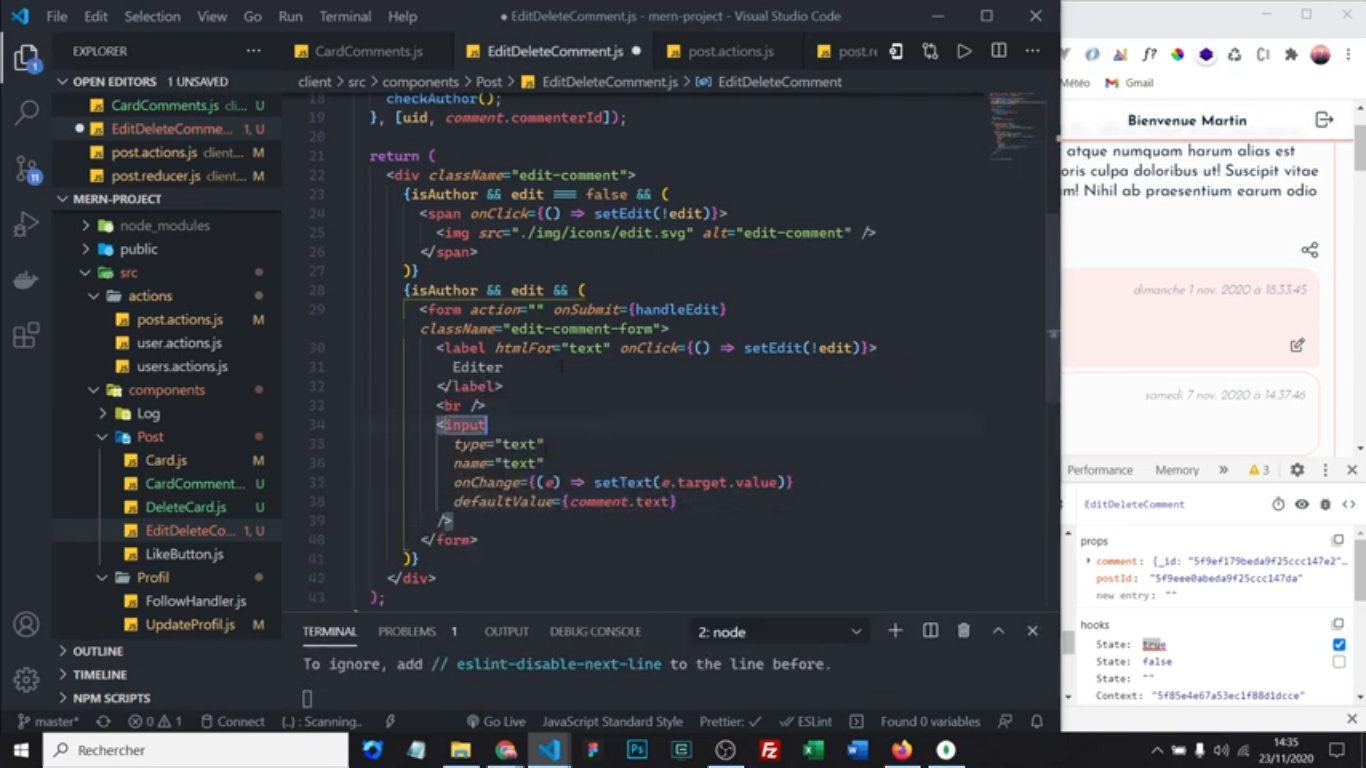 File Edit Selection View Go Run Terminal Help
● EditDeleteComment.js - mern-project - Visual Studio Code
EXPLORER
OPEN EDITORS 1 UNSAVED
CardComments.js cli... U
EditDeleteComme... 1, U
post.actions.js client... M
post.reducer.js client... M
MERN-PROJECT
node_modules
public
src
actions
post.actions.js M
user.actions.js
users.actions.js
components
Log
Post
Card.js M
CardComment... U
DeleteCard.js U
EditDeleteCo... 1, U
LikeButton.js
Profil
FollowHandler.js
UpdateProfil.js M
OUTLINE
TIMELINE
NPM SCRIPTS
CardComments.js EditDeleteComment.js post.actions.js post.re
client > src > components > Post > EditDeleteComment.js > EditDeleteComment
18 checkAuthor();
19 }, [uid, comment.commenterId]);
20
21 return (
22 <div className="edit-comment">
23 {isAuthor && edit === false && (
24 <span onClick={() => setEdit(!edit)}>
25 <img src="./img/icons/edit.svg" alt="edit-comment" />
26 </span>
27 )}
28 {isAuthor && edit && (
29 <form action="" onSubmit={handleEdit}
className="edit-comment-form">
30 <label htmlFor="text" onClick={() => setEdit(!edit)}>
31 Editer
32 </label>
33 <br />
34 <input
35 type="text"
36 name="text"
37 onChange={(e) => setText(e.target.value)}
38 defaultValue={comment.text}
39 />
40 </form>
41 )}
42 </div>
43 );
TERMINAL PROBLEMS 1 OUTPUT DEBUG CONSOLE 2: node
To ignore, add // eslint-disable-next-line to the line before.
master* 0 1 Connect {..} : Scanning.. Go Live JavaScript Standard Style Prettier: ✓ ESLint Found 0 variables
Météo Gmail
Bienvenue Martin
atque numquam harum alias est
oris culpa doloribus ut! Suscipit vitae
m! Nihil ab praesentium earum odio
dimanche 1 nov. 2020 à 18:33:45
samedi 7 nov. 2020 à 14:37:46
Performance Memory » 3
EditDeleteComment
props
comment: {_id: "5f9ef179beda9f25ccc147e2"…
postId: "5f9eee0abeda9f25ccc147da"
new entry: ""
hooks
State: true
State: false
State: ""
Context: "5f85e4e67a53ec1f88d1dcce"
Rechercher
14:35
23/11/2020